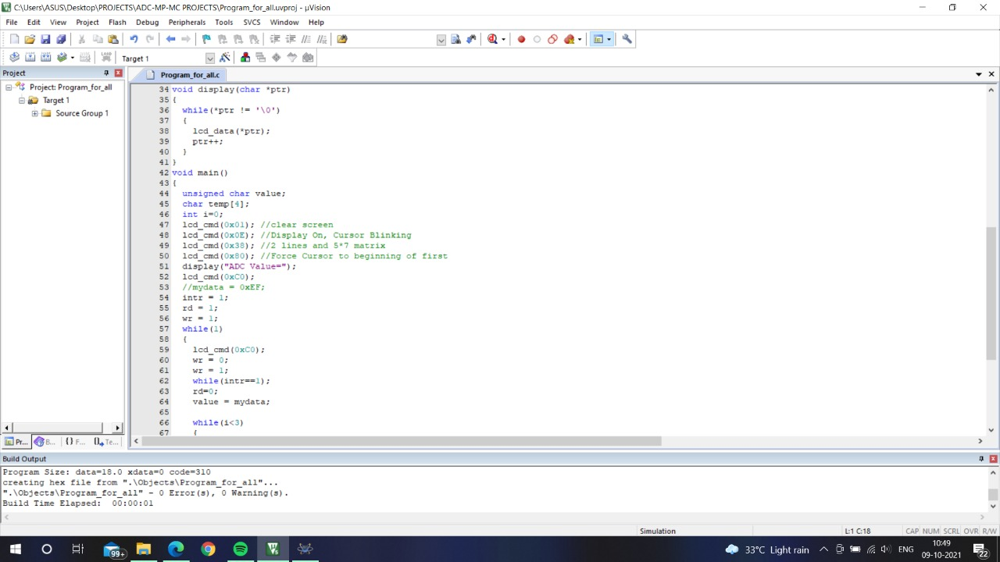 C:\Users\ASUS\Desktop\PROJECTS\ADC-MP-MC PROJECTS\Program_for_all.uvproj - µVision
File Edit View Project Flash Debug Peripherals Tools SVCS Window Help
LOAD Target 1
Project
Project: Program_for_all
Target 1
Source Group 1
Pr... B... {} F... 0, Te...
Program_for_all.c
34 void display(char *ptr)
35 {
36 while(*ptr != '\0')
37 {
38 lcd_data(*ptr);
39 ptr++;
40 }
41 }
42 void main()
43 {
44 unsigned char value;
45 char temp[4];
46 int i=0;
47 lcd_cmd(0x01); //clear screen
48 lcd_cmd(0x0E); //Display On, Cursor Blinking
49 lcd_cmd(0x38); //2 lines and 5*7 matrix
50 lcd_cmd(0x80); //Force Cursor to beginning of first
51 display("ADC Value=");
52 lcd_cmd(0xC0);
53 //mydata = 0xEF;
54 intr = 1;
55 rd = 1;
56 wr = 1;
57 while(1)
58 {
59 lcd_cmd(0xC0);
60 wr = 0;
61 wr = 1;
62 while(intr==1);
63 rd=0;
64 value = mydata;
65
66 while(i<3)
67 {
Build Output
Program Size: data=18.0 xdata=0 code=310
creating hex file from ".\Objects\Program_for_all"...
".\Objects\Program_for_all" - 0 Error(s), 0 Warning(s).
Build Time Elapsed: 00:00:01
Simulation L:1 C:18 CAP NUM SCRL OVR R/W
99+ 33°C Light rain ENG 10:49
09-10-2021 22